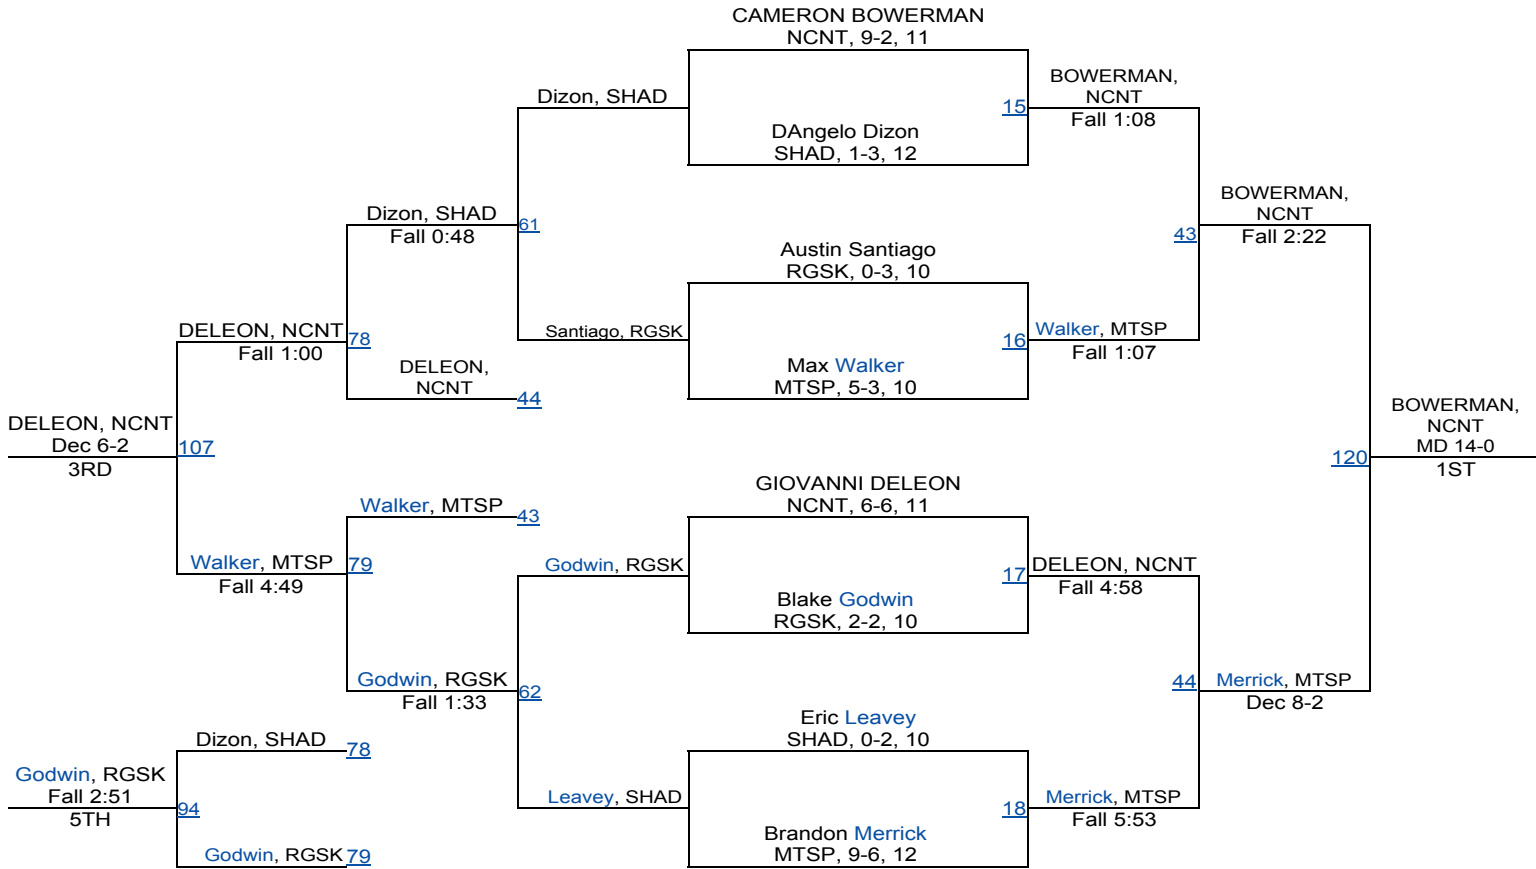 CAMERON BOWERMAN
NCNT, 9-2, 11
Dizon, SHAD
15
BOWERMAN,
NCNT
Fall 1:08
DAngelo Dizon
SHAD, 1-3, 12
Dizon, SHAD
Fall 0:48
61
BOWERMAN,
NCNT
Fall 2:22
43
Austin Santiago
RGSK, 0-3, 10
DELEON, NCNT
Fall 1:00
78
Santiago, RGSK
16
Walker, MTSP
Fall 1:07
Max Walker
MTSP, 5-3, 10
DELEON,
NCNT
44
DELEON, NCNT
Dec 6-2
3RD
107
120
BOWERMAN,
NCNT
MD 14-0
1ST
GIOVANNI DELEON
NCNT, 6-6, 11
Walker, MTSP
43
Walker, MTSP
Fall 4:49
79
Godwin, RGSK
17
DELEON, NCNT
Fall 4:58
Blake Godwin
RGSK, 2-2, 10
Godwin, RGSK
Fall 1:33
62
44
Merrick, MTSP
Dec 8-2
Eric Leavey
SHAD, 0-2, 10
Dizon, SHAD
78
Godwin, RGSK
Fall 2:51
5TH
94
Leavey, SHAD
18
Merrick, MTSP
Fall 5:53
Brandon Merrick
MTSP, 9-6, 12
Godwin, RGSK
79